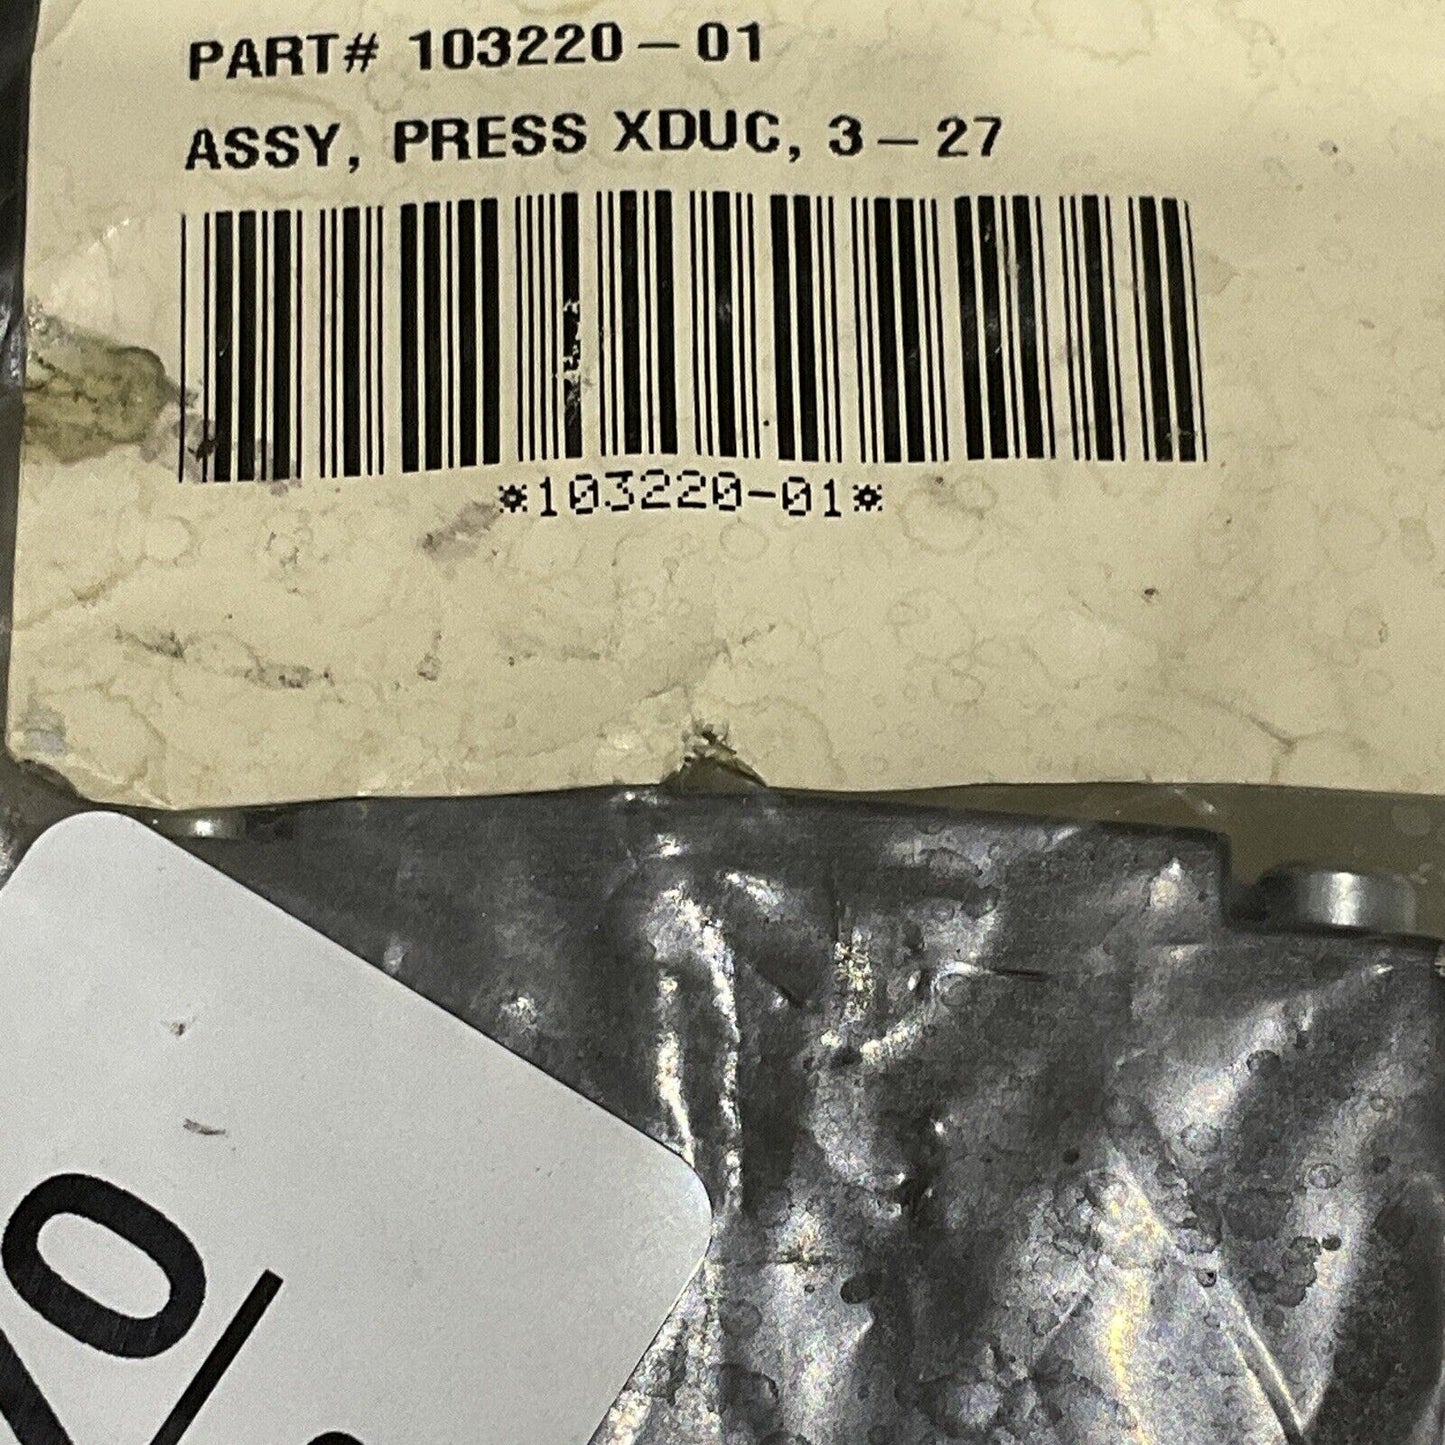 PART# 103220-01
ASSY, PRESS XDUC, 3-27
*103220-01*